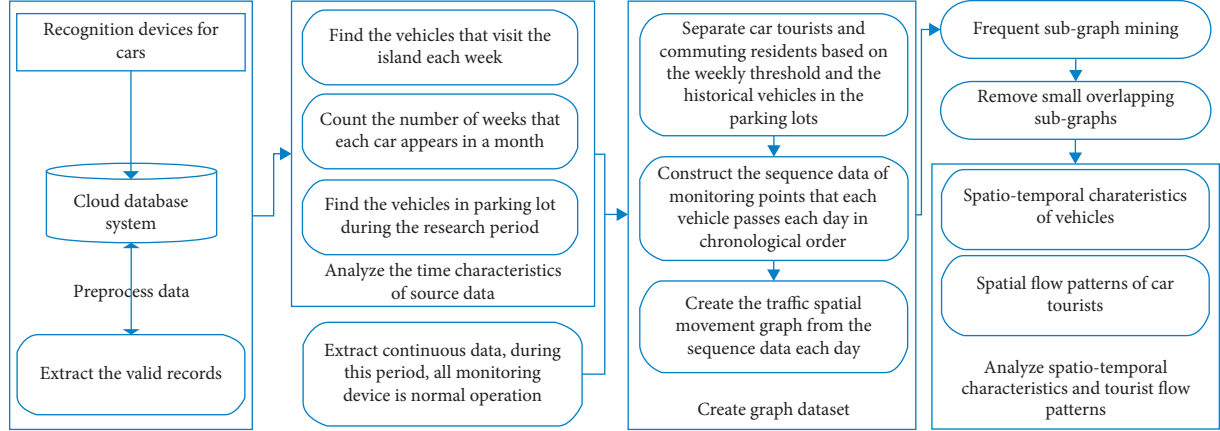 Recognition devices for
cars
Cloud database
system
Preprocess data
Extract the valid records
Find the vehicles that visit the
island each week
Count the number of weeks that
each car appears in a month
Find the vehicles in parking lot
during the research period
Analyze the time characteristics
of source data
Extract continuous data, during
this period, all monitoring
device is normal operation
Separate car tourists and
commuting residents based on
the weekly threshold and the
historical vehicles in the
parking lots
Construct the sequence data of
monitoring points that each
vehicle passes each day in
chronological order
Create the traffic spatial
movement graph from the
sequence data each day
Create graph dataset
Frequent sub-graph mining
Remove small overlapping
sub-graphs
Spatio-temporal charateristics
of vehicles
Spatial flow patterns of car
tourists
Analyze spatio-temporal
characteristics and tourist flow
patterns